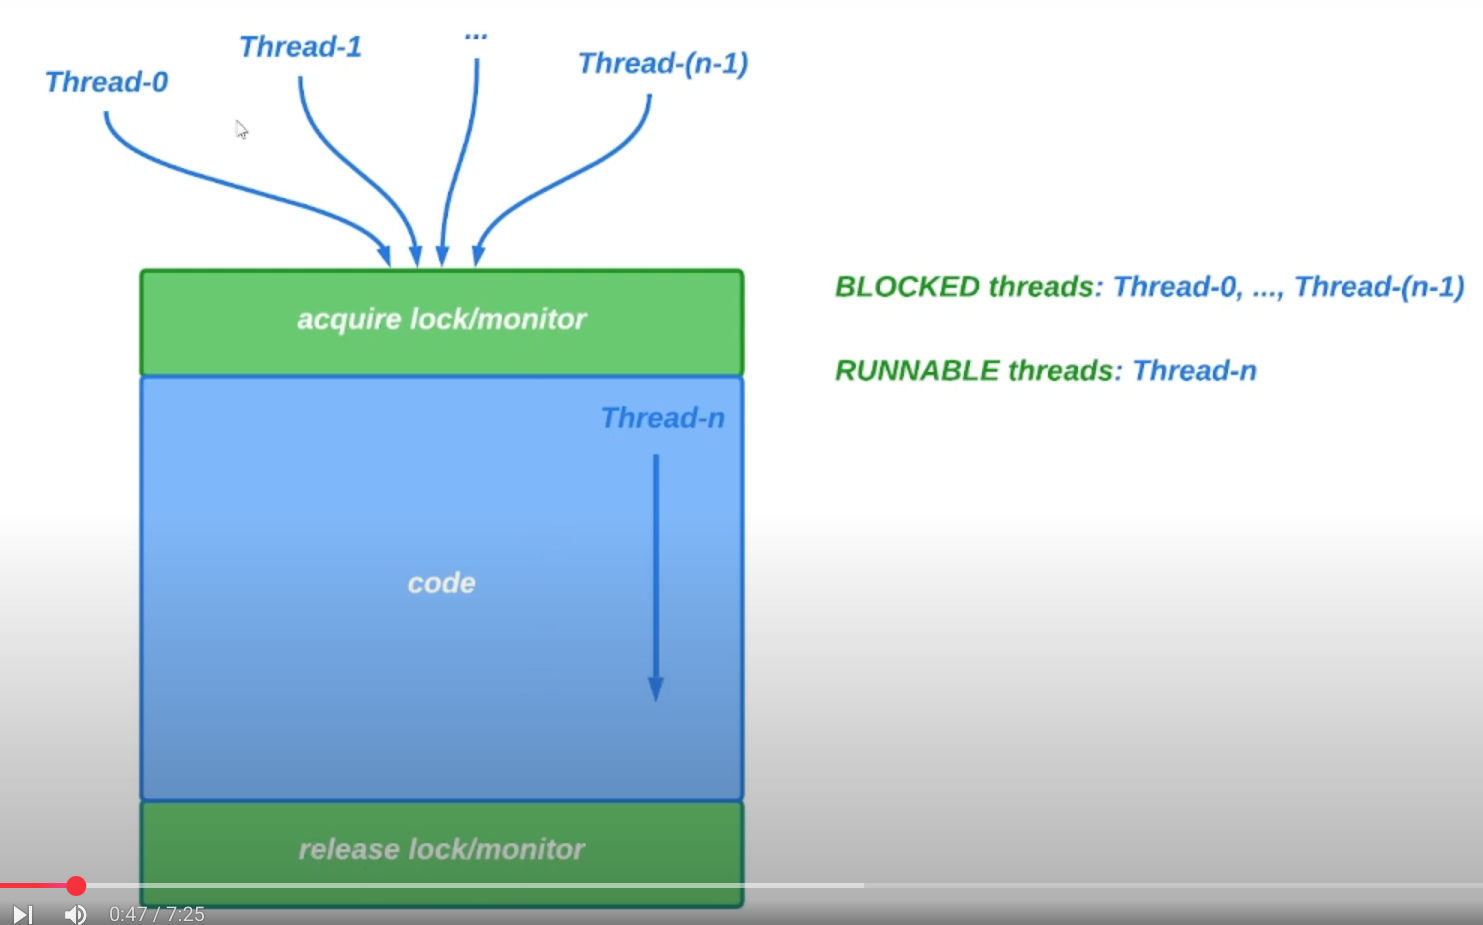 Thread-0
Thread-1
...
Thread-(n-1)
acquire lock/monitor
BLOCKED threads: Thread-0, ..., Thread-(n-1)
RUNNABLE threads: Thread-n
Thread-n
code
release lock/monitor
0:47 / 7:25